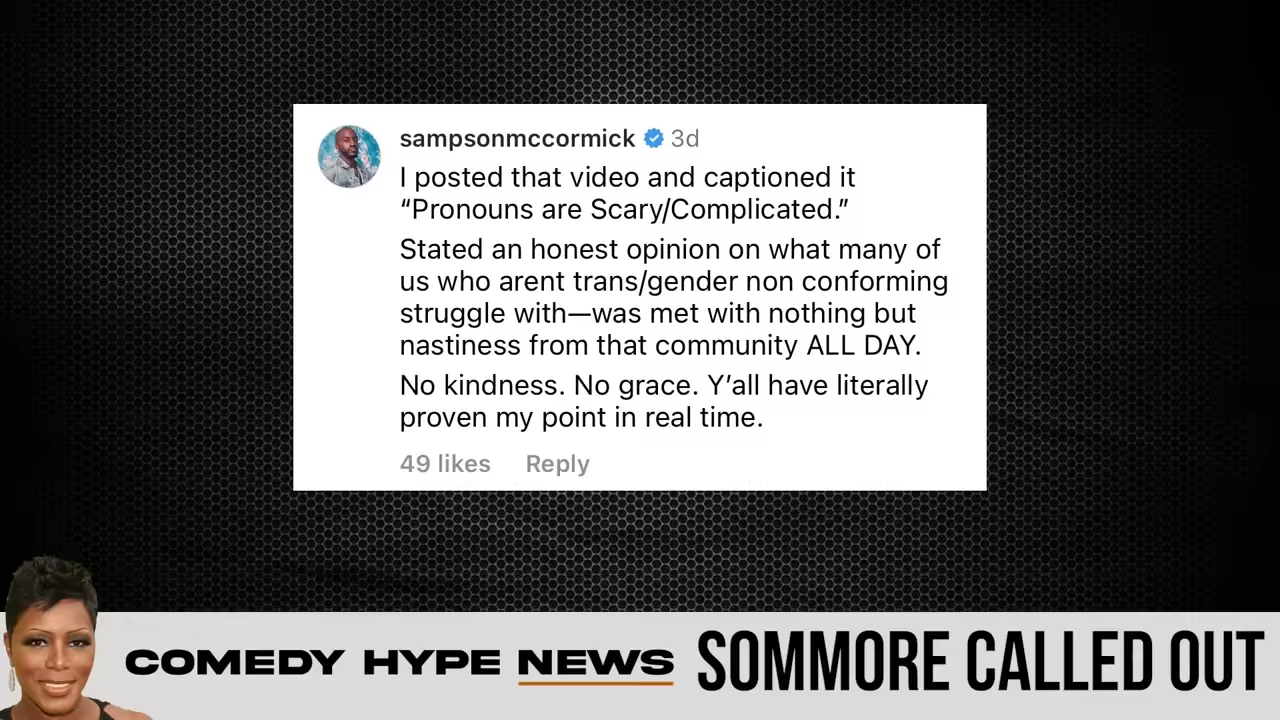 sampsonmccormick 3d
I posted that video and captioned it
“Pronouns are Scary/Complicated.”
Stated an honest opinion on what many of
us who arent trans/gender non conforming
struggle with—was met with nothing but
nastiness from that community ALL DAY.
No kindness. No grace. Y’all have literally
proven my point in real time.
49 likes Reply
COMEDY HYPE NEWS SOMMORE CALLED OUT